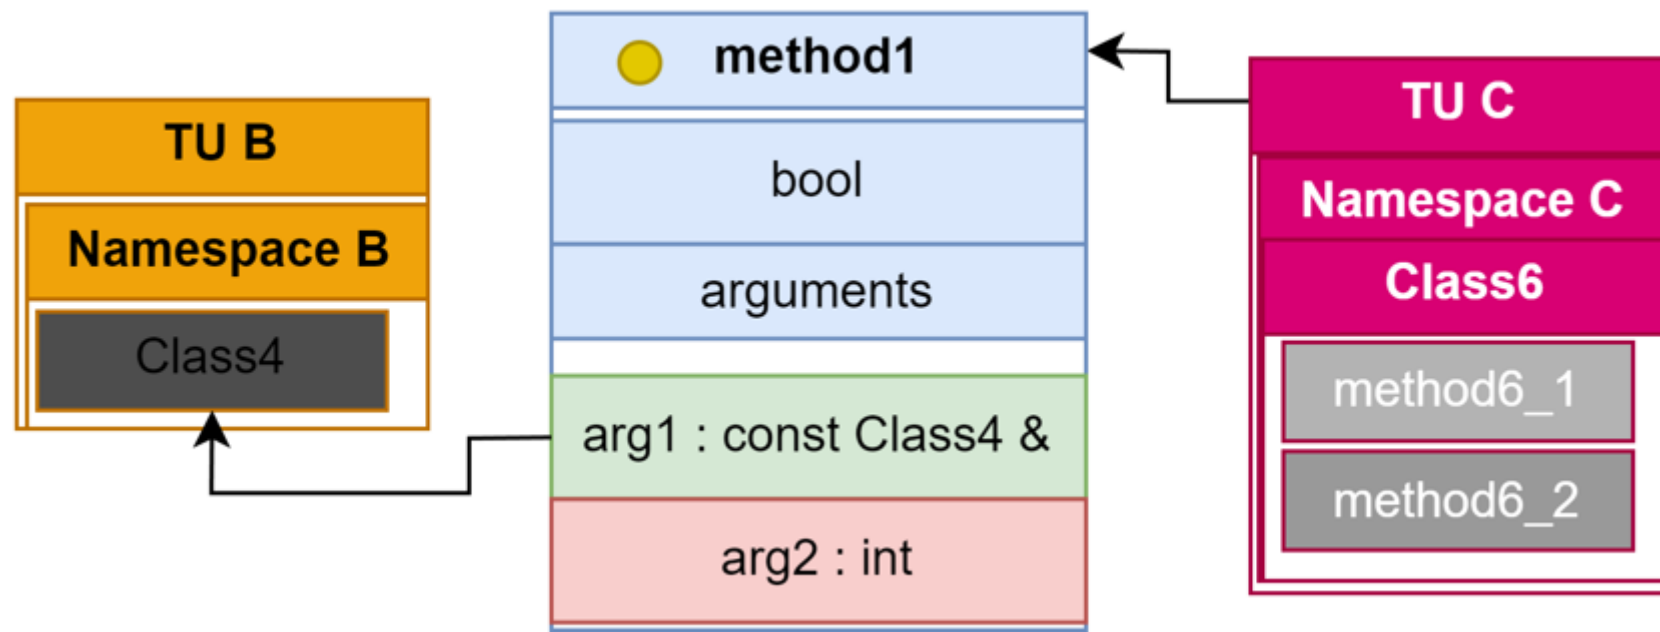 TU B
Namespace B
Class4
method1
bool
arguments
arg1 : const Class4 &
arg2 : int
TU C
Namespace C
Class6
method6_1
method6_2